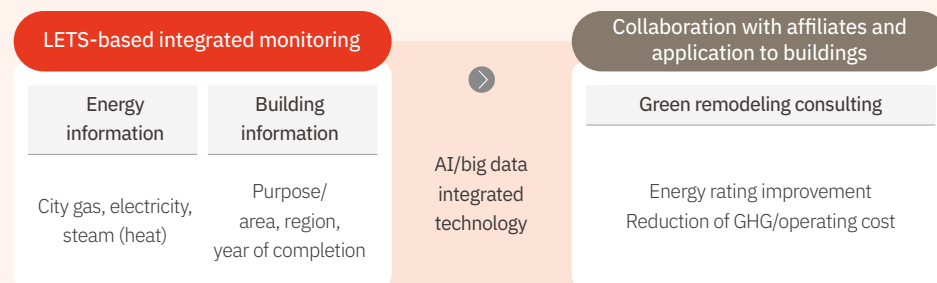 LETS-based integrated monitoring
Energy
information
City gas, electricity,
steam (heat)
Building
information
Purpose/
area, region,
year of completion
AI/big data
integrated
technology
Collaboration with affiliates and
application to buildings
Green remodeling consulting
Energy rating improvement
Reduction of GHG/operating cost